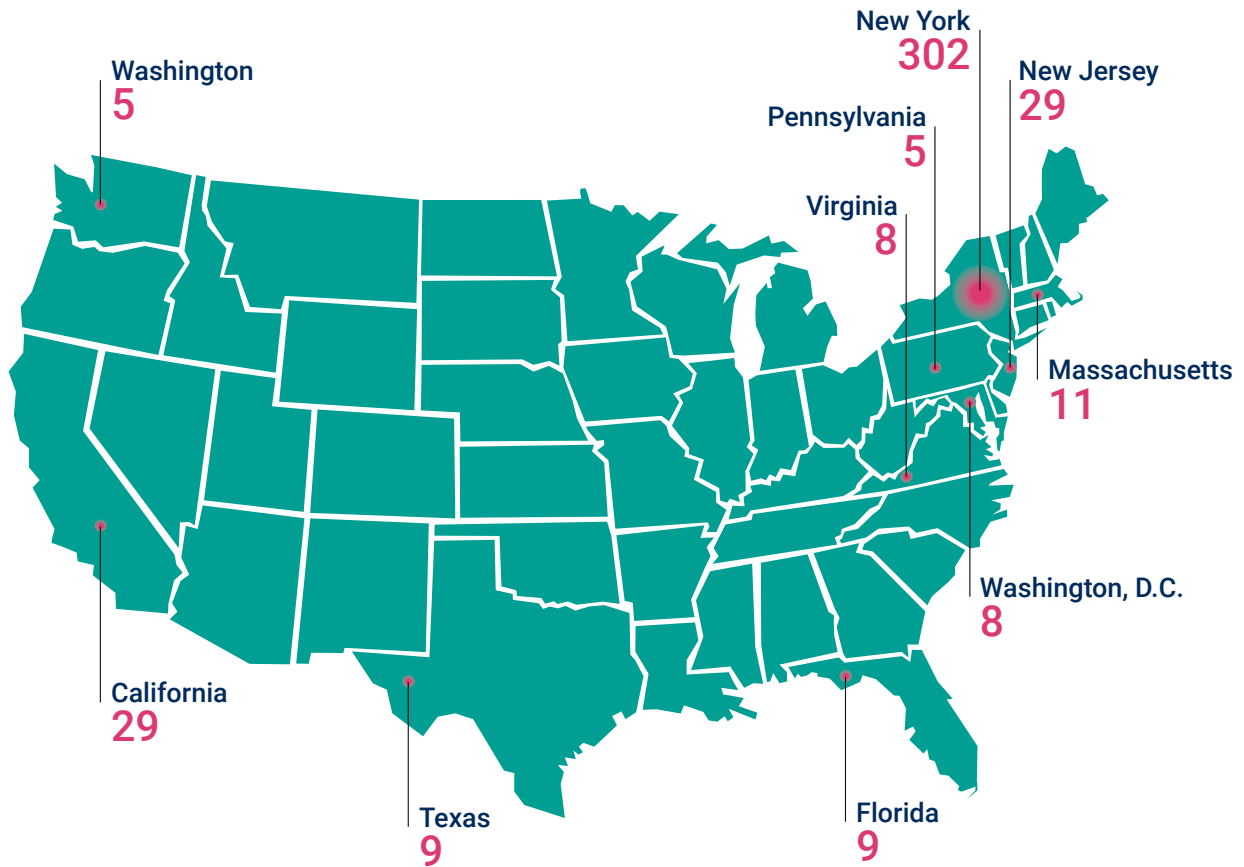 New York
302
Washington
5
New Jersey
29
Pennsylvania
5
Virginia
8
Massachusetts
11
Washington, D.C.
8
California
29
Texas
9
Florida
9